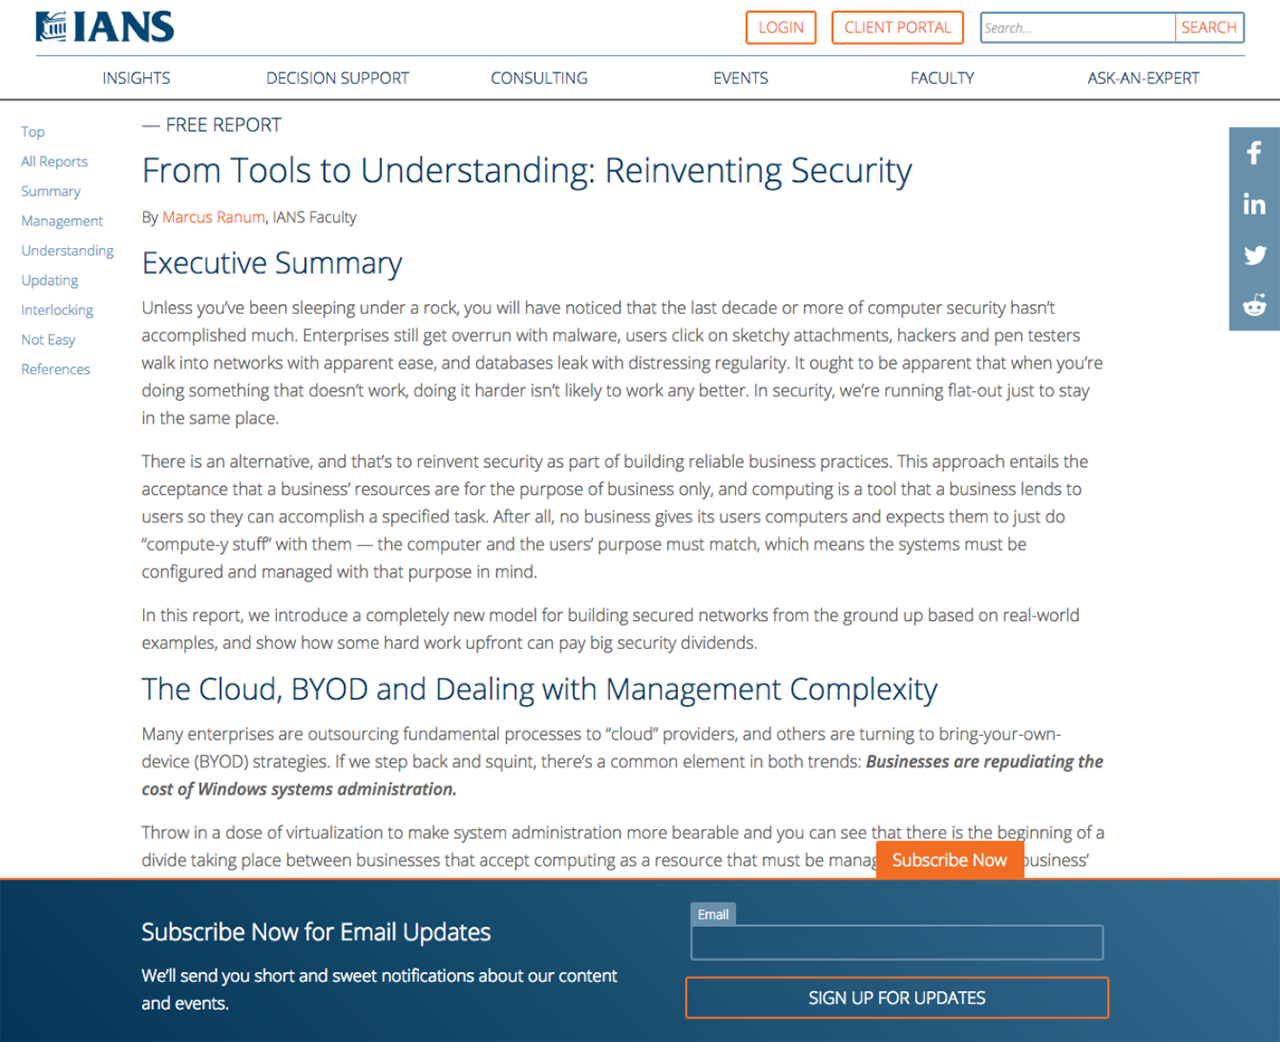 IANS
LOGIN
CLIENT PORTAL
Search...
SEARCH
INSIGHTS
DECISION SUPPORT
CONSULTING
EVENTS
FACULTY
ASK-AN-EXPERT
Top
All Reports
Summary
Management
Understanding
Updating
Interlocking
Not Easy
References
— FREE REPORT
From Tools to Understanding: Reinventing Security
By Marcus Ranum, IANS Faculty
Executive Summary
Unless you’ve been sleeping under a rock, you will have noticed that the last decade or more of computer security hasn’t
accomplished much. Enterprises still get overrun with malware, users click on sketchy attachments, hackers and pen testers
walk into networks with apparent ease, and databases leak with distressing regularity. It ought to be apparent that when you’re
doing something that doesn’t work, doing it harder isn’t likely to work any better. In security, we’re running flat-out just to stay
in the same place.
There is an alternative, and that’s to reinvent security as part of building reliable business practices. This approach entails the
acceptance that a business’ resources are for the purpose of business only, and computing is a tool that a business lends to
users so they can accomplish a specified task. After all, no business gives its users computers and expects them to just do
“compute-y stuff” with them — the computer and the users’ purpose must match, which means the systems must be
configured and managed with that purpose in mind.
In this report, we introduce a completely new model for building secured networks from the ground up based on real-world
examples, and show how some hard work upfront can pay big security dividends.
The Cloud, BYOD and Dealing with Management Complexity
Many enterprises are outsourcing fundamental processes to “cloud” providers, and others are turning to bring-your-own-
device (BYOD) strategies. If we step back and squint, there’s a common element in both trends: Businesses are repudiating the
cost of Windows systems administration.
Throw in a dose of virtualization to make system administration more bearable and you can see that there is the beginning of a
divide taking place between businesses that accept computing as a resource that must be manag business’
Subscribe Now
Subscribe Now for Email Updates
We’ll send you short and sweet notifications about our content
and events.
Email
SIGN UP FOR UPDATES